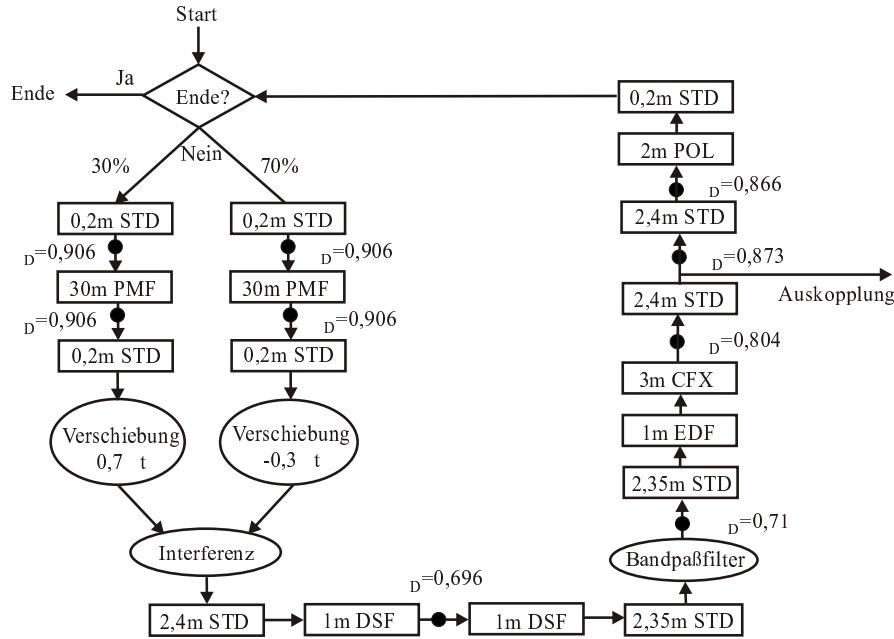 Start
Ja
Ende
Ende?
0,2m STD
Nein
30%
70%
2m POL
D=0,866
0,2m STD
0,2m STD
2,4m STD
D=0,906
D=0,906
D=0,873
30m PMF
30m PMF
2,4m STD
Auskopplung
D=0,906
D=0,906
D=0,804
0,2m STD
0,2m STD
3m CFX
Verschiebung
0,7 t
Verschiebung
-0,3 t
1m EDF
2,35m STD
D=0,71
Interferenz
Bandpaßfilter
D=0,696
2,4m STD
1m DSF
1m DSF
2,35m STD